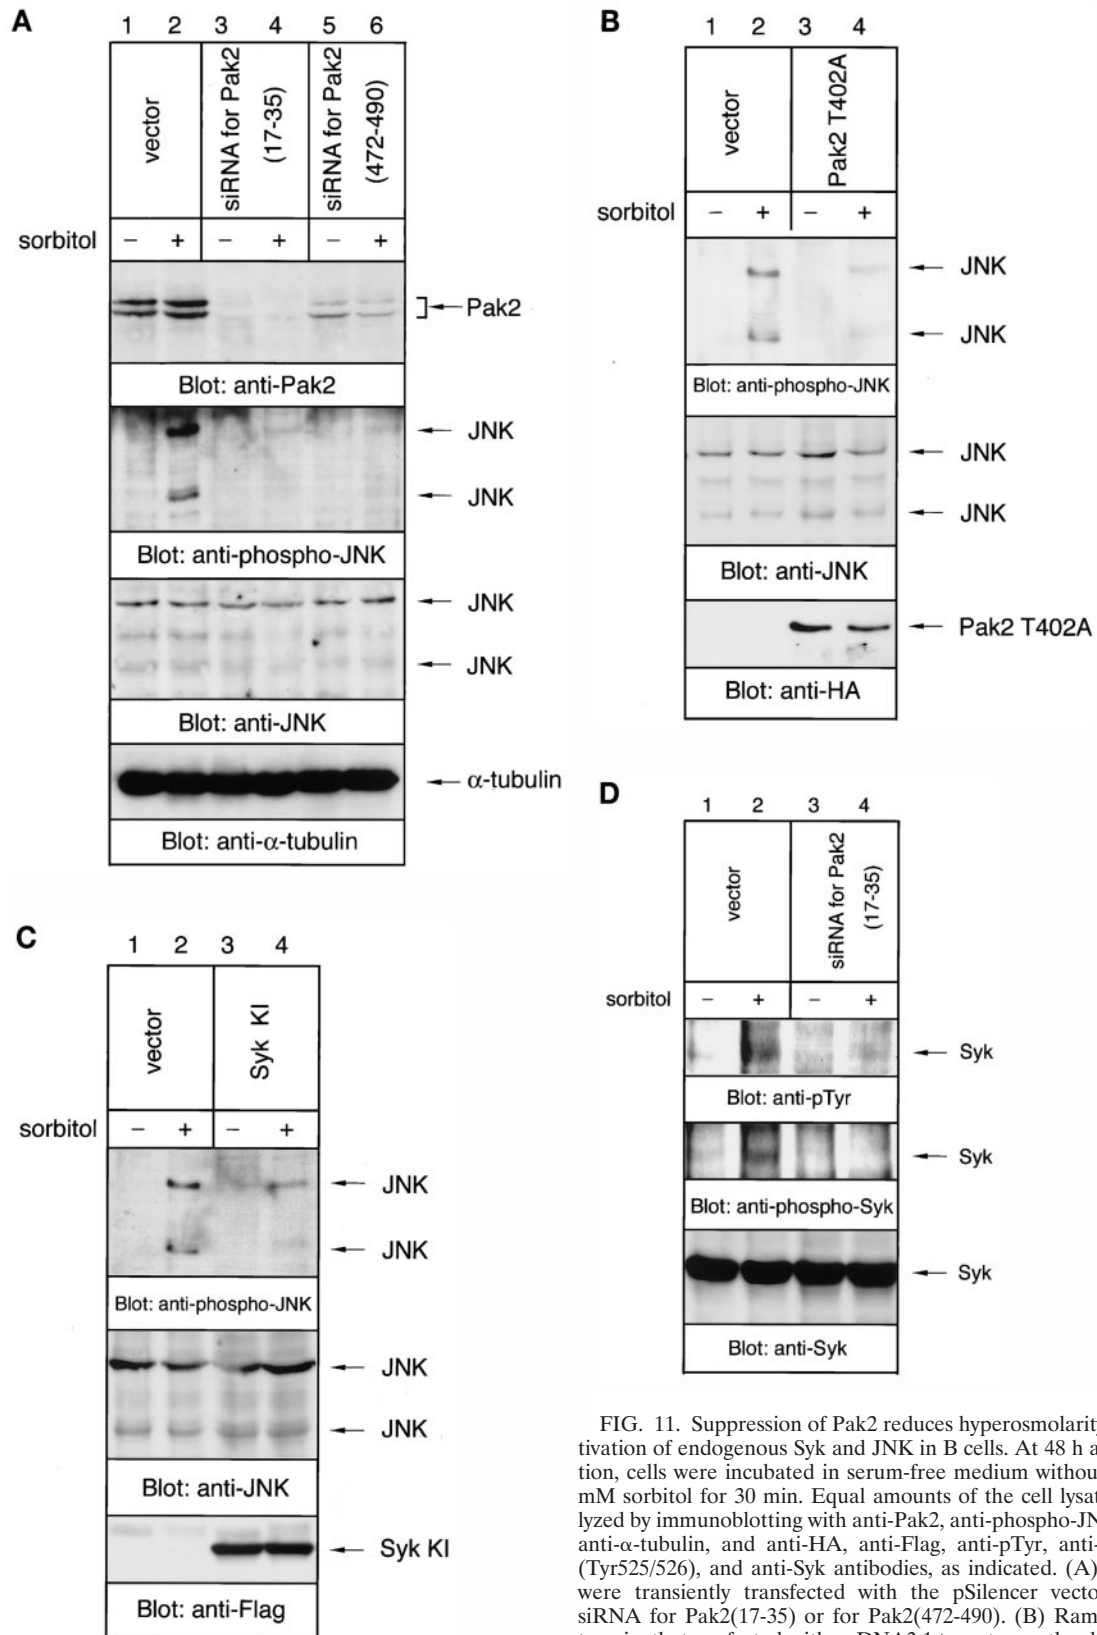 A
1 2 3 4 5 6
vector
siRNA for Pak2
(17-35)
siRNA for Pak2
(472-490)
sorbitol − + − + − +
Pak2
Blot: anti-Pak2
JNK
JNK
Blot: anti-phospho-JNK
JNK
JNK
Blot: anti-JNK
α-tubulin
Blot: anti-α-tubulin
B
1 2 3 4
vector
Pak2 T402A
sorbitol − + − +
JNK
JNK
Blot: anti-phospho-JNK
JNK
JNK
Blot: anti-JNK
Pak2 T402A
Blot: anti-HA
C
1 2 3 4
vector
Syk KI
sorbitol − + − +
JNK
JNK
Blot: anti-phospho-JNK
JNK
JNK
Blot: anti-JNK
Syk KI
Blot: anti-Flag
D
1 2 3 4
vector
siRNA for Pak2
(17-35)
sorbitol − + − +
Syk
Blot: anti-pTyr
Syk
Blot: anti-phospho-Syk
Syk
Blot: anti-Syk
FIG. 11. Suppression of Pak2 reduces hyperosmolarity
tivation of endogenous Syk and JNK in B cells. At 48 h a
tion, cells were incubated in serum-free medium withou
mM sorbitol for 30 min. Equal amounts of the cell lysat
lyzed by immunoblotting with anti-Pak2, anti-phospho-JN
anti-α-tubulin, and anti-HA, anti-Flag, anti-pTyr, anti-
(Tyr525/526), and anti-Syk antibodies, as indicated. (A)
were transiently transfected with the pSilencer vecto
siRNA for Pak2(17-35) or for Pak2(472-490). (B) Ram